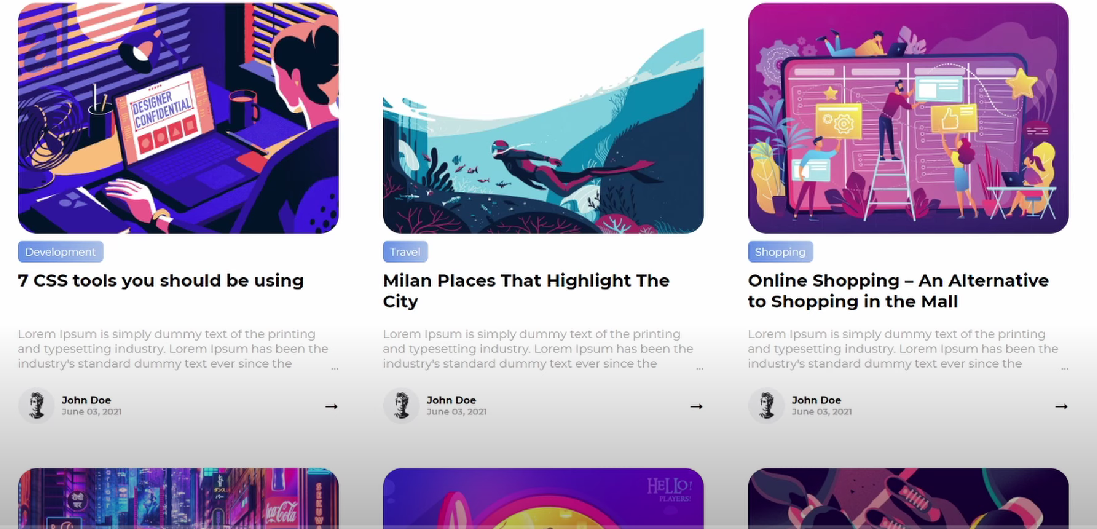 DESIGNER
CONFIDENTIAL
Development
7 CSS tools you should be using
Lorem Ipsum is simply dummy text of the printing
and typesetting industry. Lorem Ipsum has been the
industry's standard dummy text ever since the ...
John Doe
June 03, 2021
Travel
Milan Places That Highlight The
City
Lorem Ipsum is simply dummy text of the printing
and typesetting industry. Lorem Ipsum has been the
industry's standard dummy text ever since the ...
John Doe
June 03, 2021
Shopping
Online Shopping – An Alternative
to Shopping in the Mall
Lorem Ipsum is simply dummy text of the printing
and typesetting industry. Lorem Ipsum has been the
industry's standard dummy text ever since the ...
John Doe
June 03, 2021
Coca-Cola
HELLO!
PLAYERS!